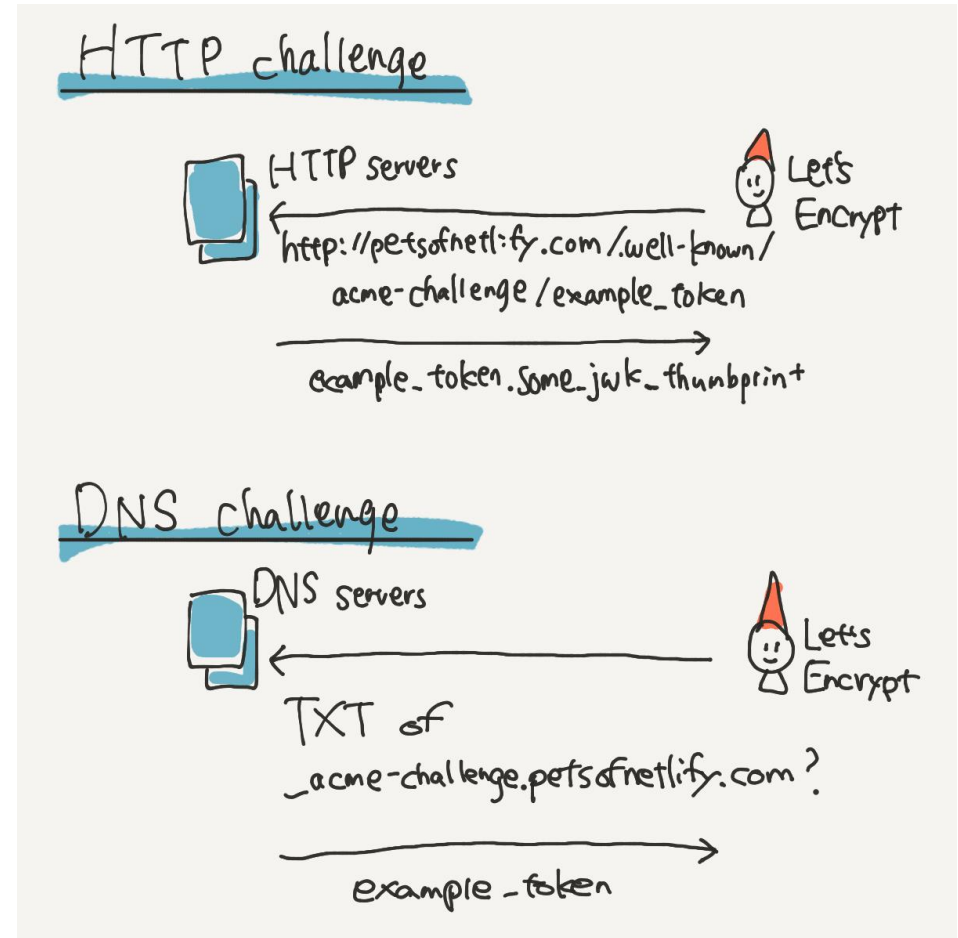 HTTP challenge
HTTP servers
Let's
Encrypt
http://petsofnetlify.com/.well-known/
acme-challenge/example_token
example_token.some_jwk_thunbprint
DNS challenge
DNS servers
Let's
Encrypt
TXT of
_acme-challenge.petsofnetlify.com?
example_token